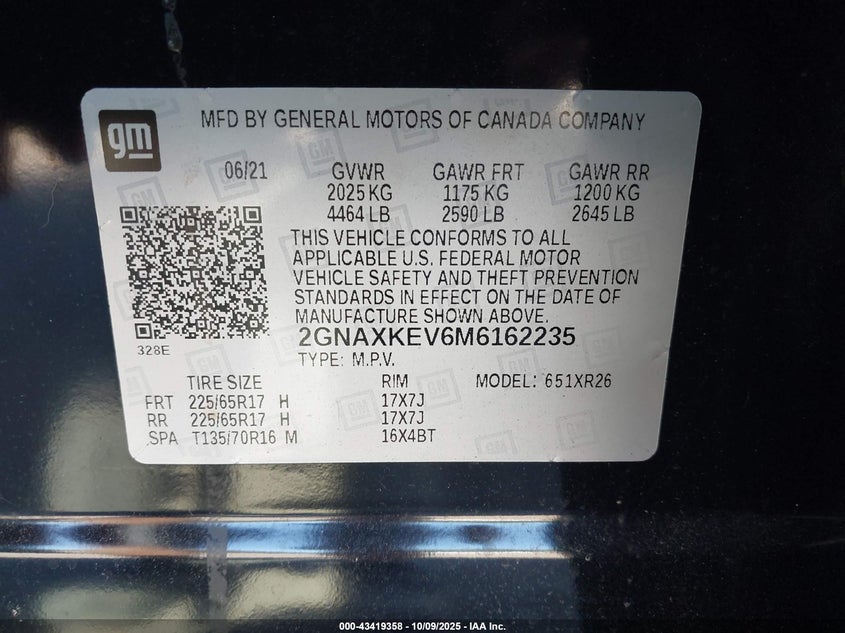 gm
MFD BY GENERAL MOTORS OF CANADA COMPANY
06/21 GVWR GAWR FRT GAWR RR
2025 KG 1175 KG 1200 KG
4464 LB 2590 LB 2645 LB
THIS VEHICLE CONFORMS TO ALL
APPLICABLE U.S. FEDERAL MOTOR
VEHICLE SAFETY AND THEFT PREVENTION
STANDARDS IN EFFECT ON THE DATE OF
MANUFACTURE SHOWN ABOVE.
328E
2GNAXKEV6M6162235
TYPE: M.P.V.
TIRE SIZE RIM MODEL: 651XR26
FRT 225/65R17 H 17X7J
RR 225/65R17 H 17X7J
SPA T135/70R16 M 16X4BT
000-43419358 - 10/09/2025 - IAA Inc.